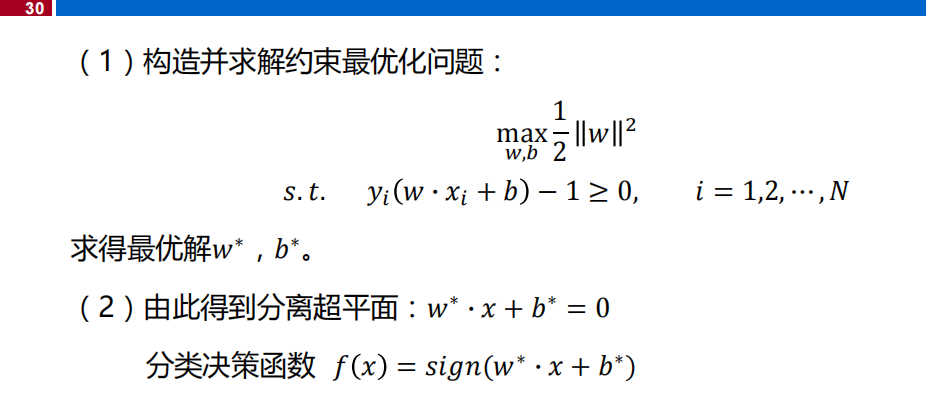 30
（1）构造并求解约束最优化问题：
max_{w,b} 1/2 ‖w‖²
s.t. yᵢ(w · xᵢ + b) − 1 ≥ 0, i = 1,2, ⋯ , N
求得最优解w*，b*。
（2）由此得到分离超平面：w* · x + b* = 0
分类决策函数 f(x) = sign(w* · x + b*)